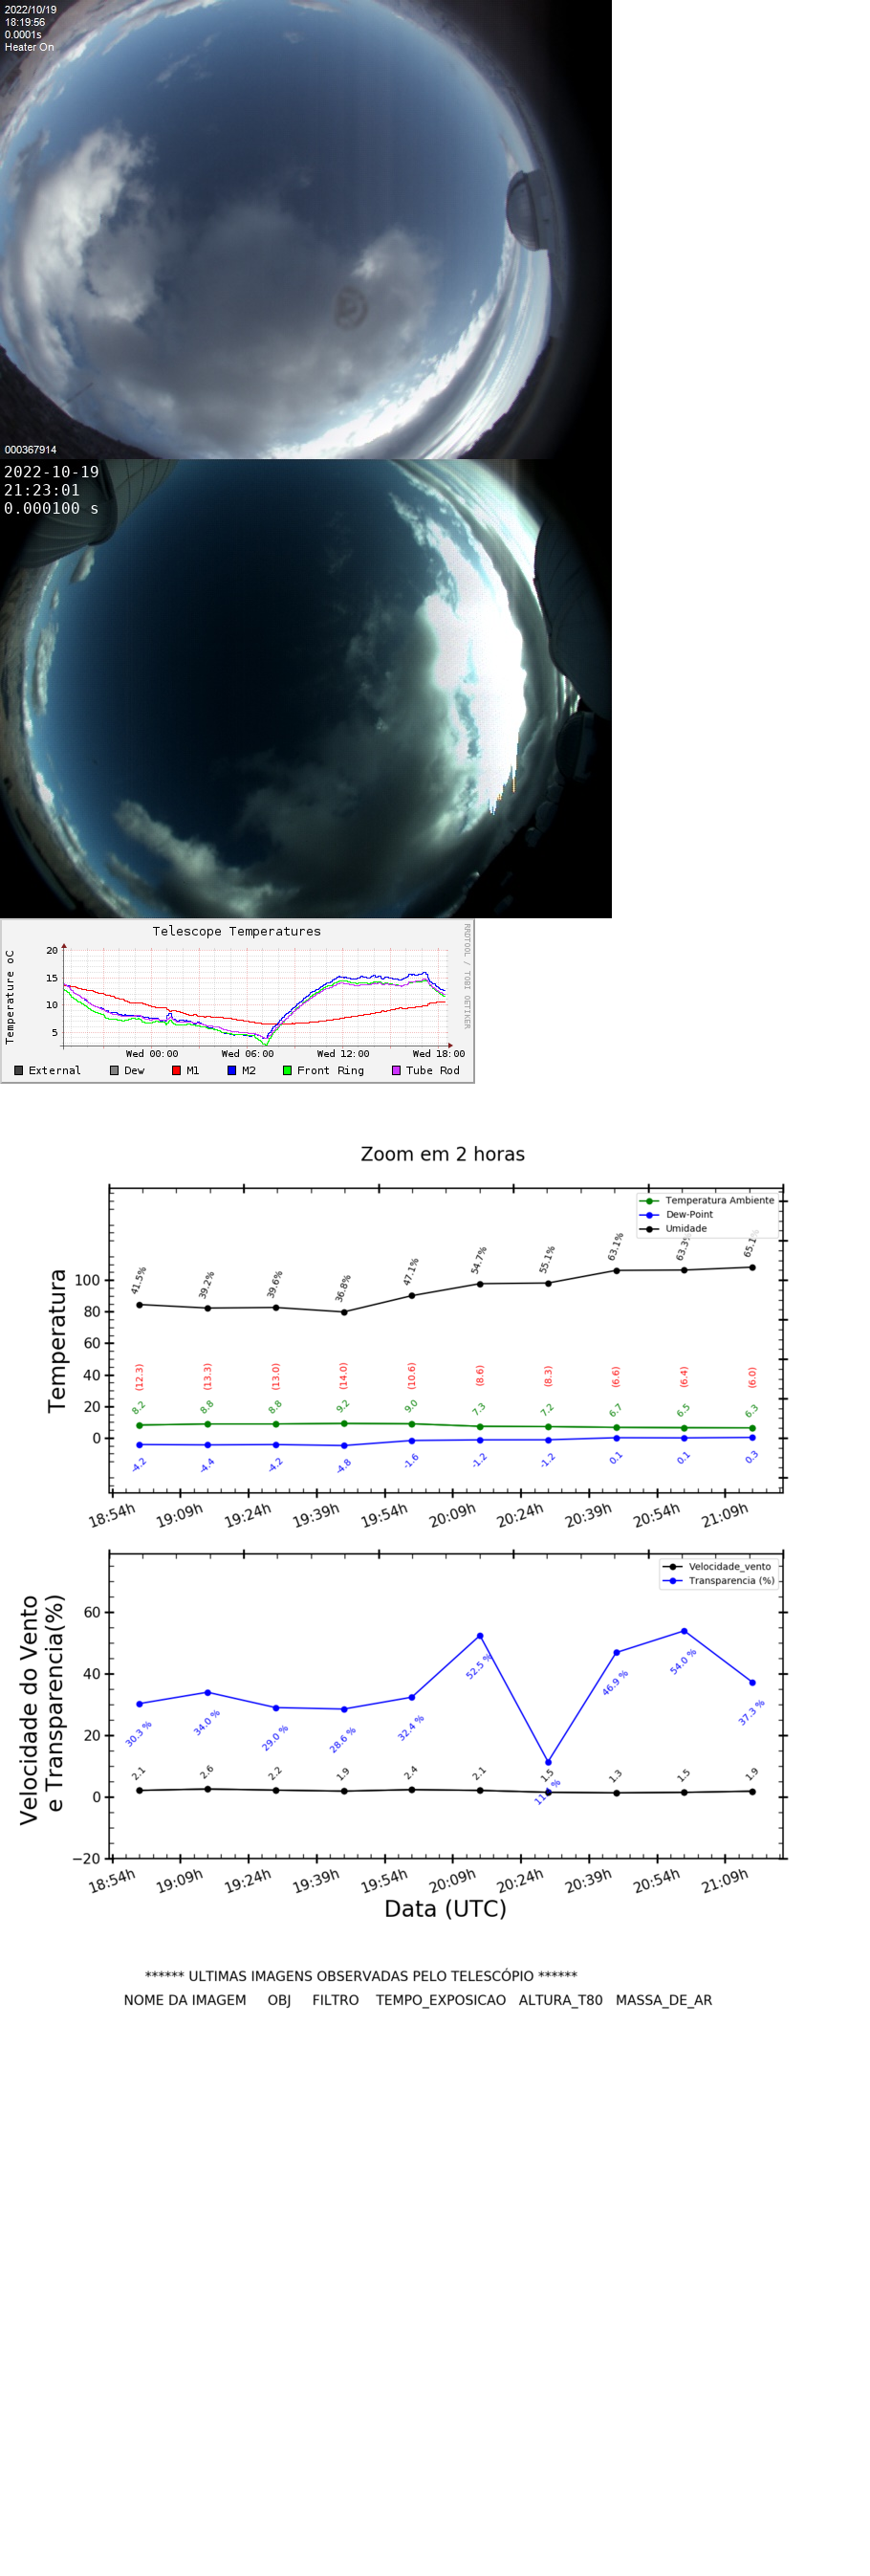 2022/10/19
18:19:56
0.0001s
Heater On
000367914
2022-10-19
21:23:01
0.000100 s
Telescope Temperatures
RRDTOOL / TOBI OETIKER
Temperature oC
20
15
10
5
Wed 00:00 Wed 06:00 Wed 12:00 Wed 18:00
External Dew M1 M2 Front Ring Tube Rod
Zoom em 2 horas
Temperatura Ambiente
Dew-Point
Umidade
Temperatura
100
80
60
40
20
0
41.5% 39.2% 39.6% 36.8% 47.1% 54.7% 55.1% 63.1% 63.3% 65.1%
(12.3) (13.3) (13.0) (14.0) (10.6) (8.6) (8.3) (6.6) (6.4) (6.0)
8.2 8.8 8.8 9.2 9.0 7.3 7.2 6.7 6.5 6.3
-4.2 -4.4 -4.2 -4.8 -1.6 -1.2 -1.2 0.1 0.1 0.3
18:54h 19:09h 19:24h 19:39h 19:54h 20:09h 20:24h 20:39h 20:54h 21:09h
Velocidade_vento
Transparencia (%)
Velocidade do Vento
e Transparencia(%)
60
40
20
0
−20
30.3 % 34.0 % 29.0 % 28.6 % 32.4 % 52.5 % 46.9 % 54.0 % 37.3 %
2.1 2.6 2.2 1.9 2.4 2.1 1.5 1.3 1.5 1.9
18:54h 19:09h 19:24h 19:39h 19:54h 20:09h 20:24h 20:39h 20:54h 21:09h
Data (UTC)
****** ULTIMAS IMAGENS OBSERVADAS PELO TELESCÓPIO ******
NOME DA IMAGEM OBJ FILTRO TEMPO_EXPOSICAO ALTURA_T80 MASSA_DE_AR